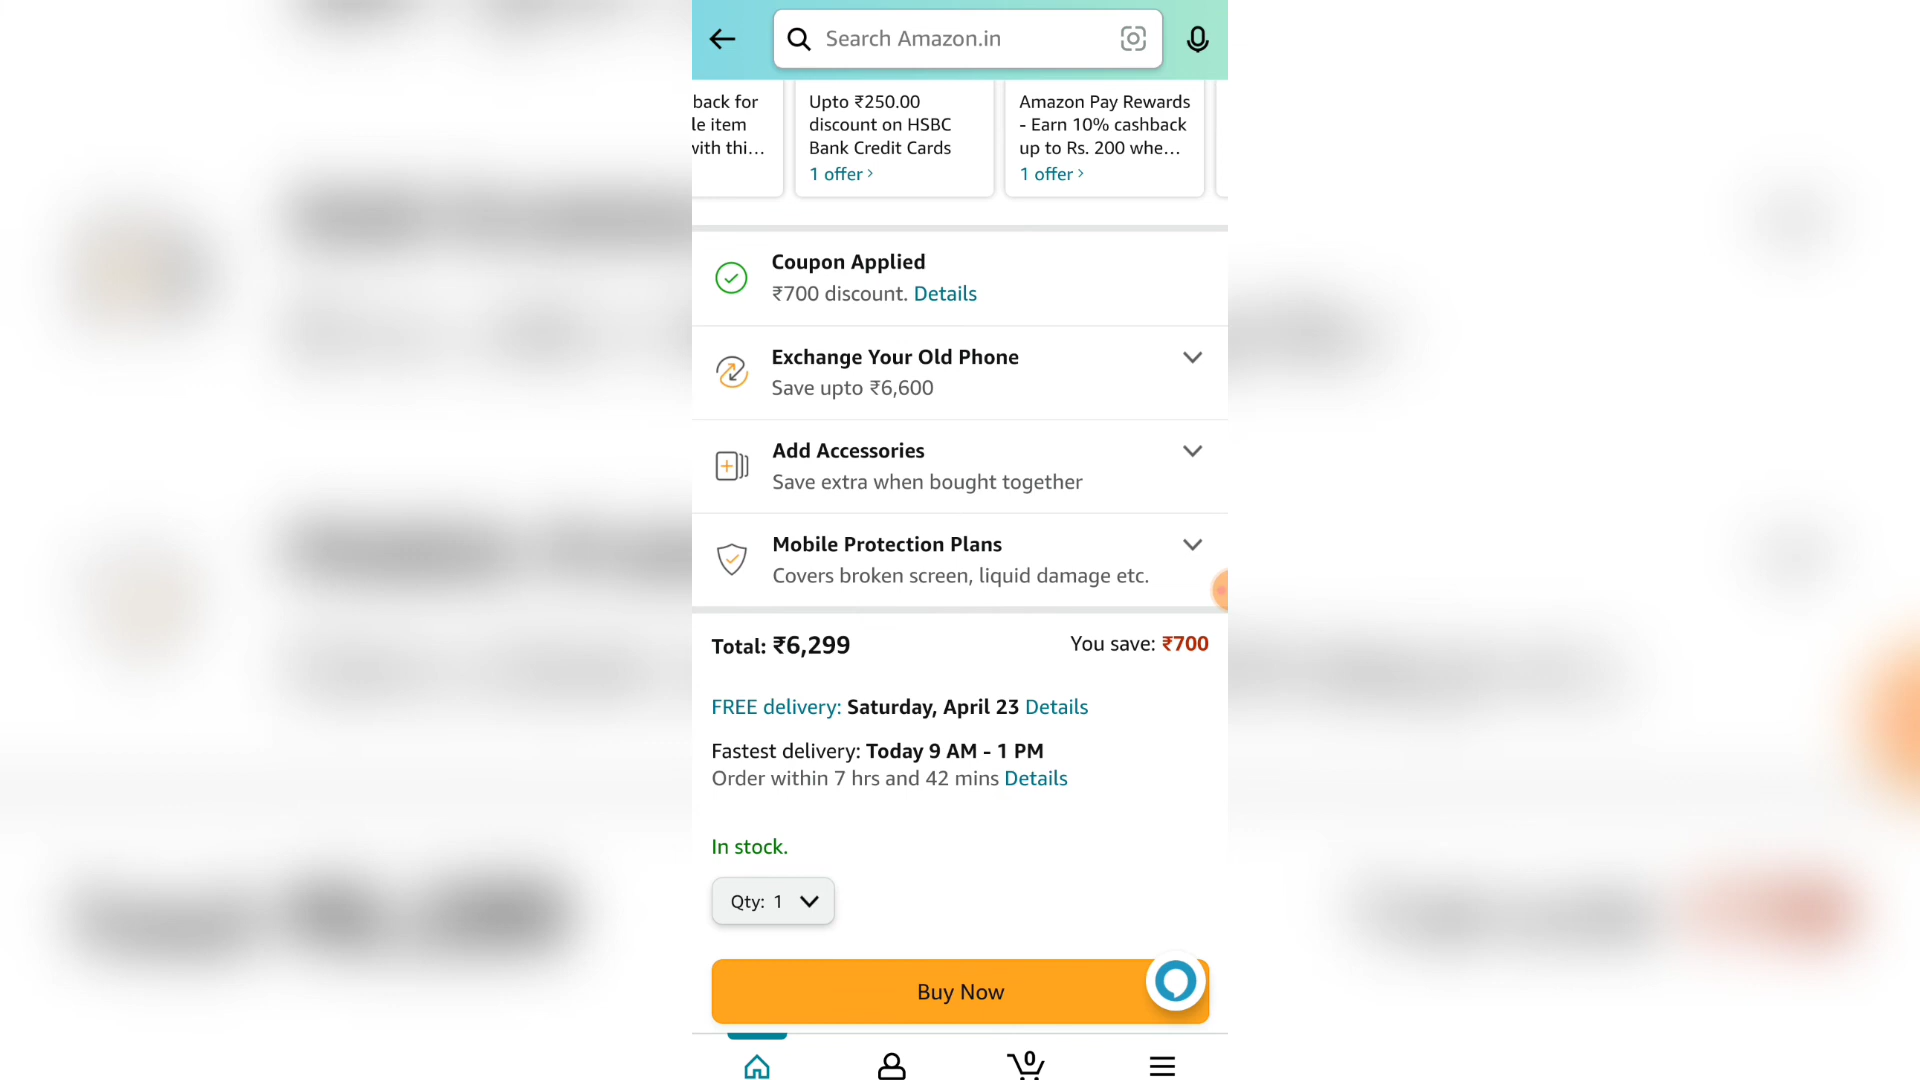 Search Amazon.in
back for
le item
with thi...
Upto ₹250.00
discount on HSBC
Bank Credit Cards
1 offer ›
Amazon Pay Rewards
- Earn 10% cashback
up to Rs. 200 whe...
1 offer ›
Coupon Applied
₹700 discount. Details
Exchange Your Old Phone
Save upto ₹6,600
Add Accessories
Save extra when bought together
Mobile Protection Plans
Covers broken screen, liquid damage etc.
Total: ₹6,299
You save: ₹700
FREE delivery: Saturday, April 23 Details
Fastest delivery: Today 9 AM - 1 PM
Order within 7 hrs and 42 mins Details
In stock.
Qty: 1
Buy Now
0